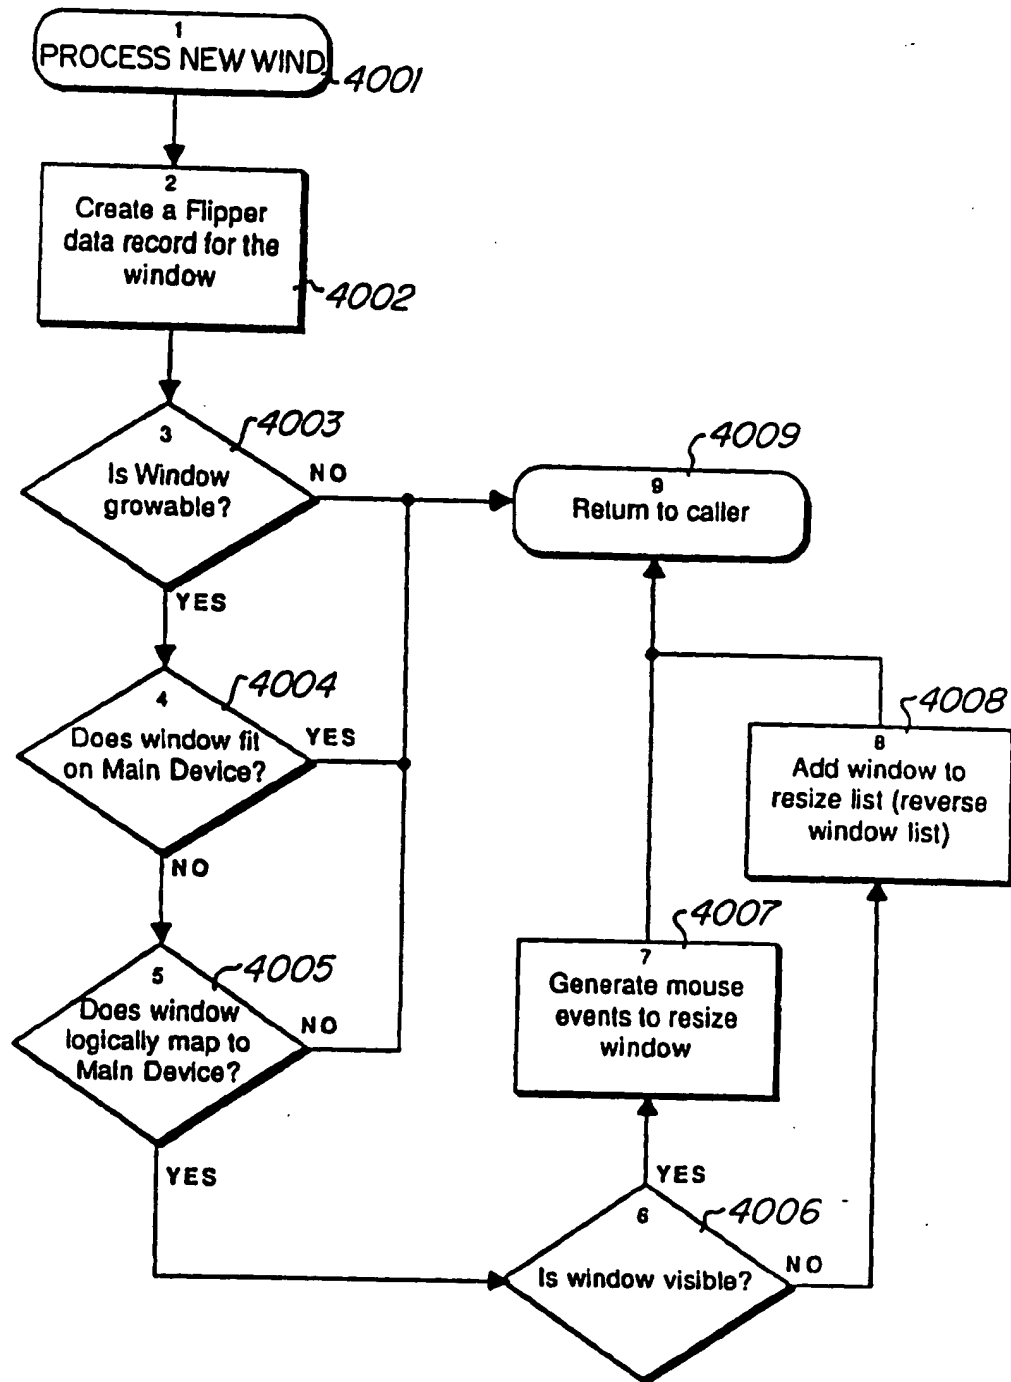 1
PROCESS NEW WIND
4001
2
Create a Flipper
data record for the
window
4002
3
4003
Is Window
growable?
NO
YES
4009
9
Return to caller
4
4004
Does window fit
on Main Device?
YES
NO
4008
8
Add window to
resize list (reverse
window list)
5
4005
Does window
logically map to
Main Device?
NO
YES
4007
7
Generate mouse
events to resize
window
YES
6
4006
Is window visible?
NO